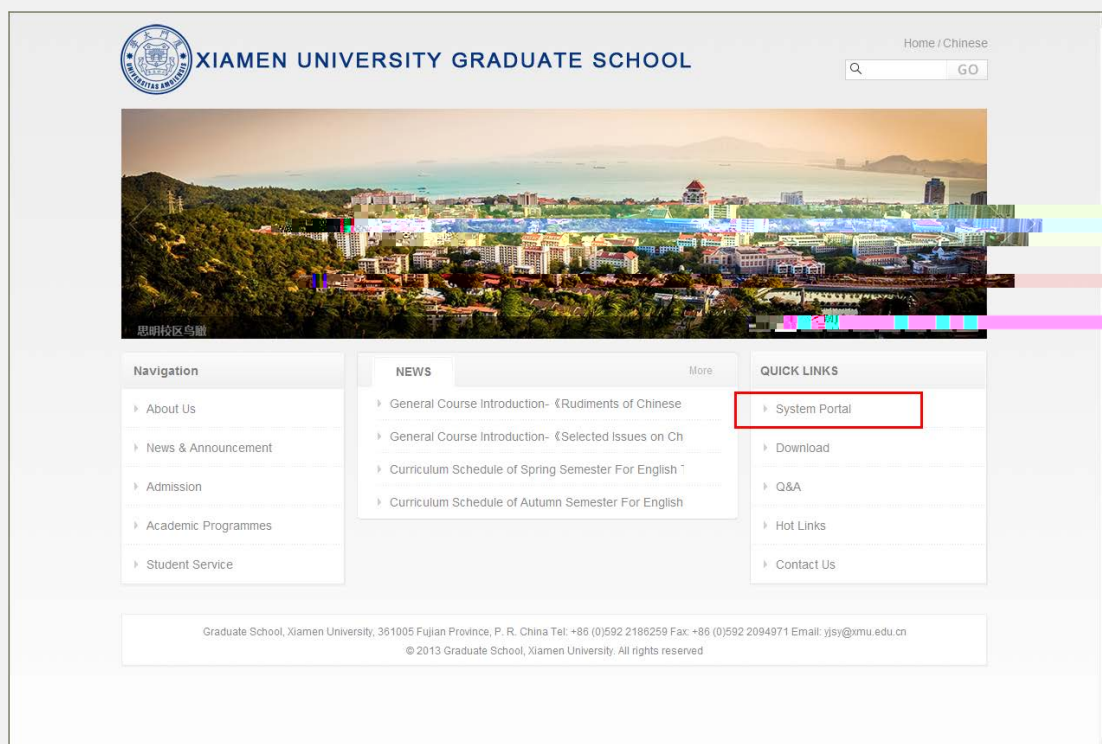 XIAMEN UNIVERSITY GRADUATE SCHOOL
Home / Chinese
GO
思明校区鸟瞰
Navigation
About Us
News & Announcement
Admission
Academic Programmes
Student Service
NEWS
More
General Course Introduction-《Rudiments of Chinese
General Course Introduction-《Selected Issues on Ch
Curriculum Schedule of Spring Semester For English
Curriculum Schedule of Autumn Semester For English
QUICK LINKS
System Portal
Download
Q&A
Hot Links
Contact Us
Graduate School, Xiamen University, 361005 Fujian Province, P. R. China Tel: +86 (0)592 2186259 Fax: +86 (0)592 2094971 Email: yjsy@xmu.edu.cn
© 2013 Graduate School, Xiamen University. All rights reserved